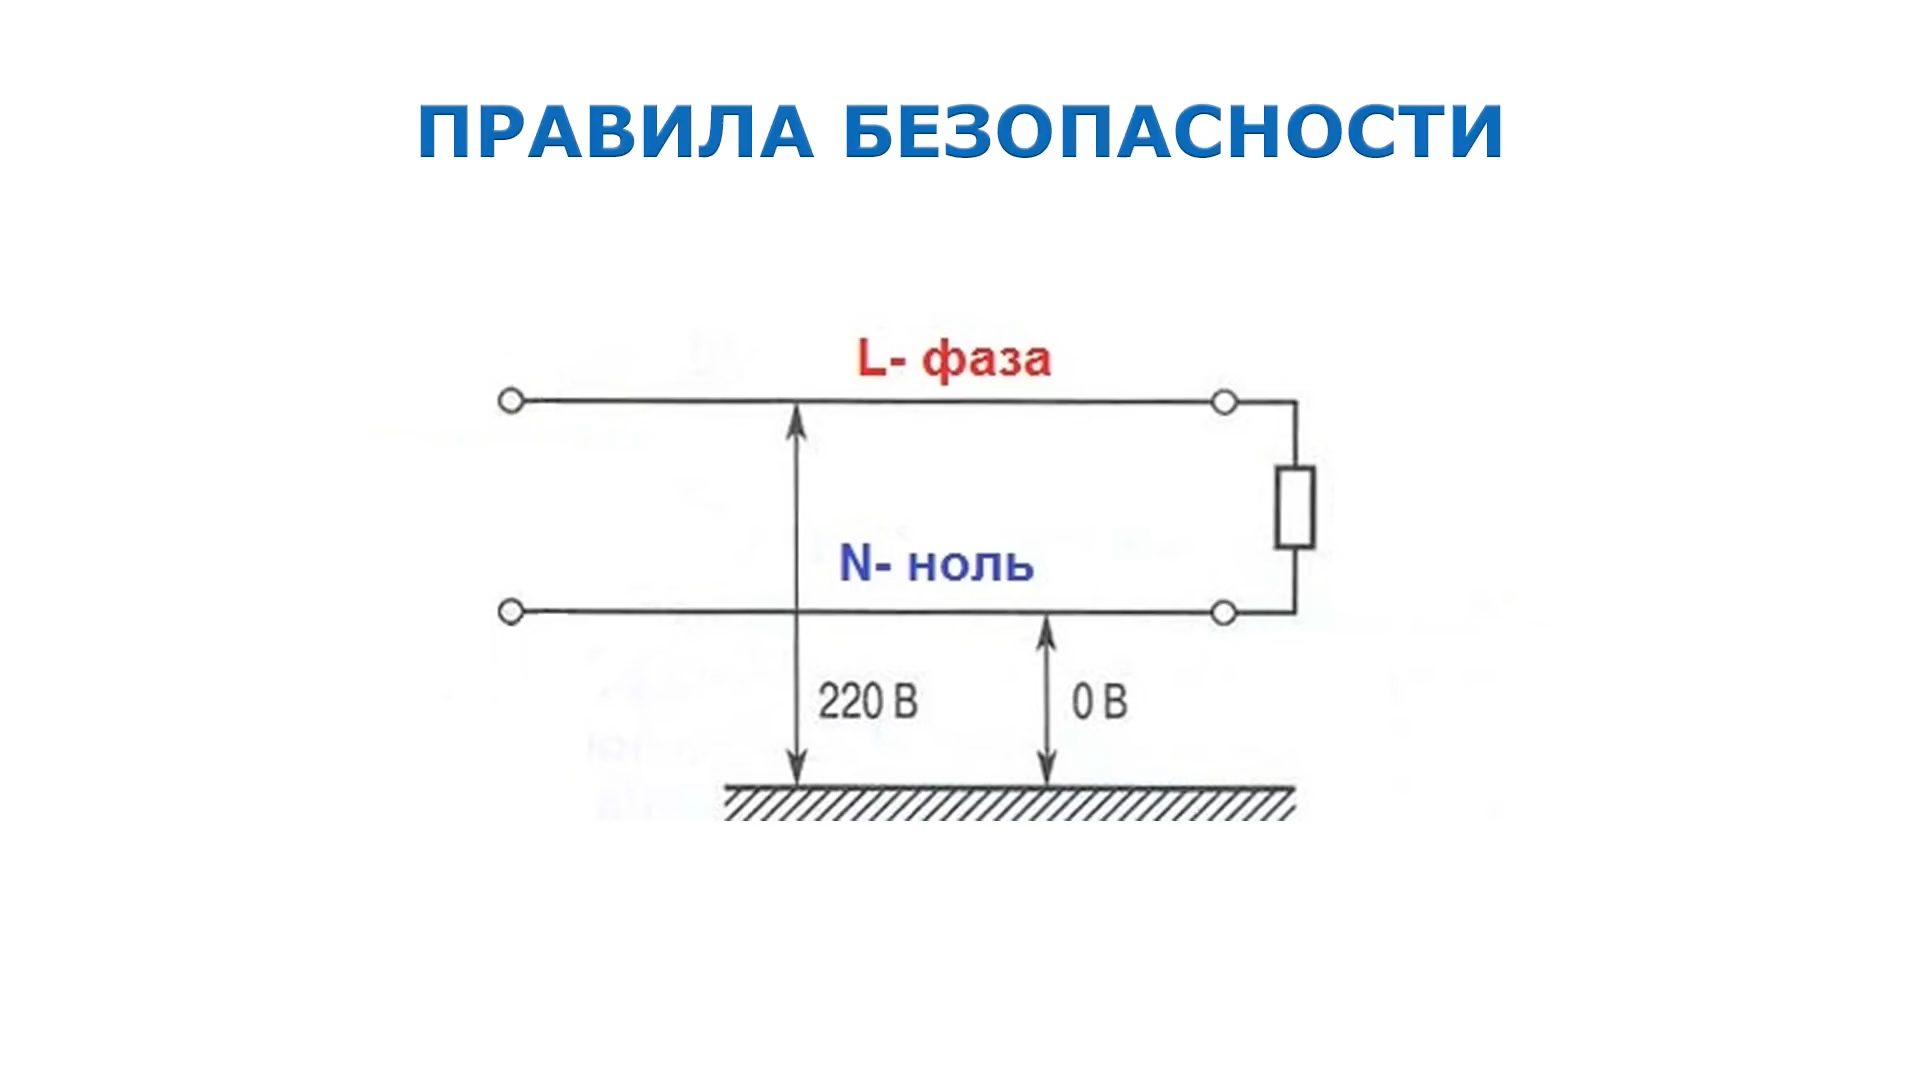 ПРАВИЛА БЕЗОПАСНОСТИ
L- фаза
N- ноль
220 В
0 В